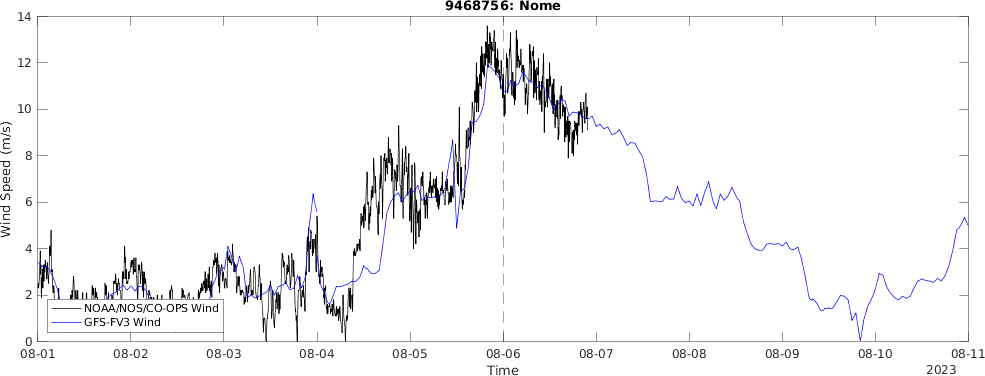 9468756: Nome
14
12
10
8
6
4
2
0
Wind Speed (m/s)
NOAA/NOS/CO-OPS Wind
GFS-FV3 Wind
08-01 08-02 08-03 08-04 08-05 08-06 08-07 08-08 08-09 08-10 08-11
Time
2023